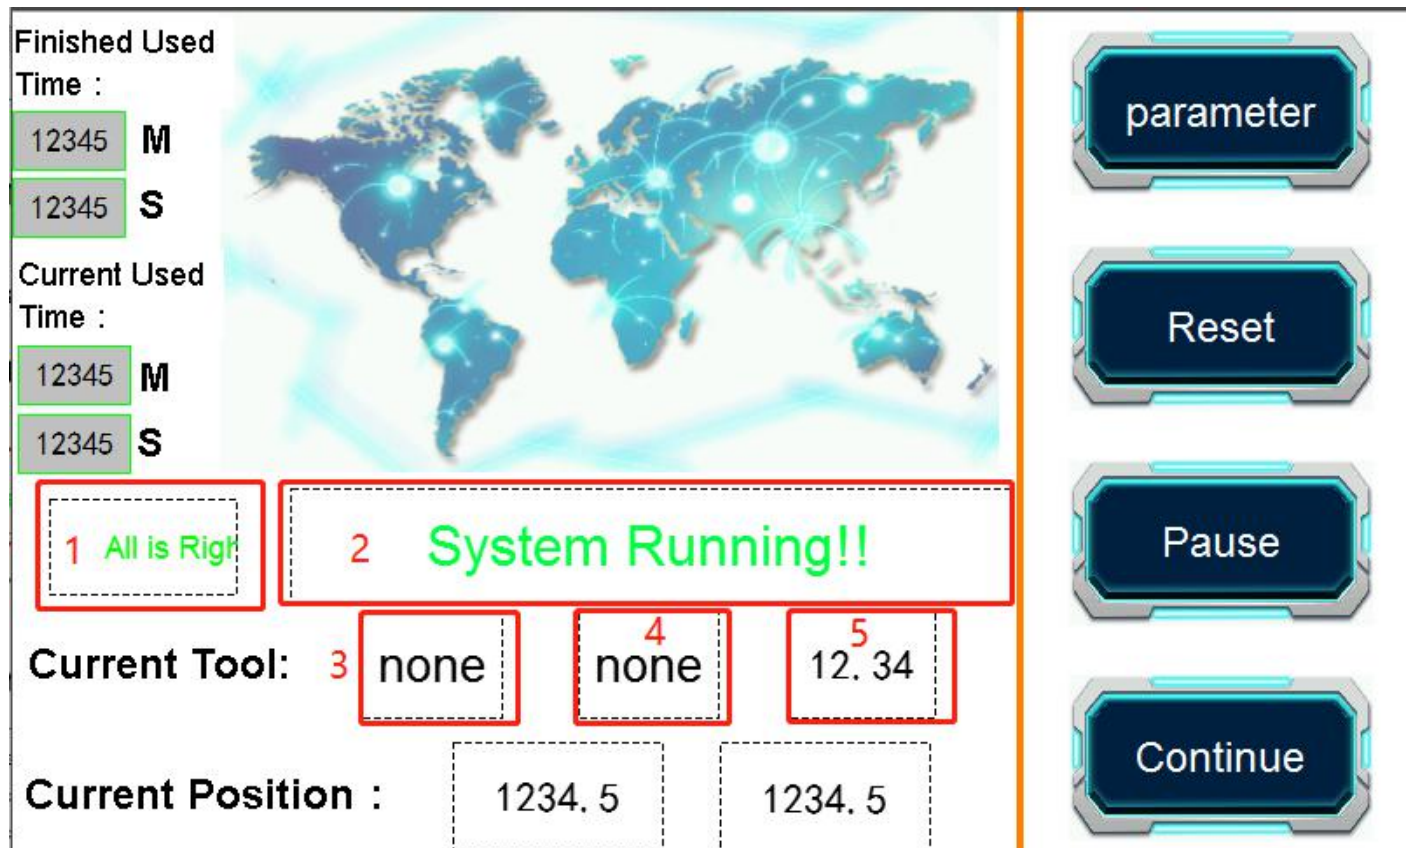 Finished Used
Time :
12345 M
12345 S
Current Used
Time :
12345 M
12345 S
1 All is Righ
2 System Running!!
Current Tool: 3 none 4 none 5 12.34
Current Position : 1234.5 1234.5
parameter
Reset
Pause
Continue